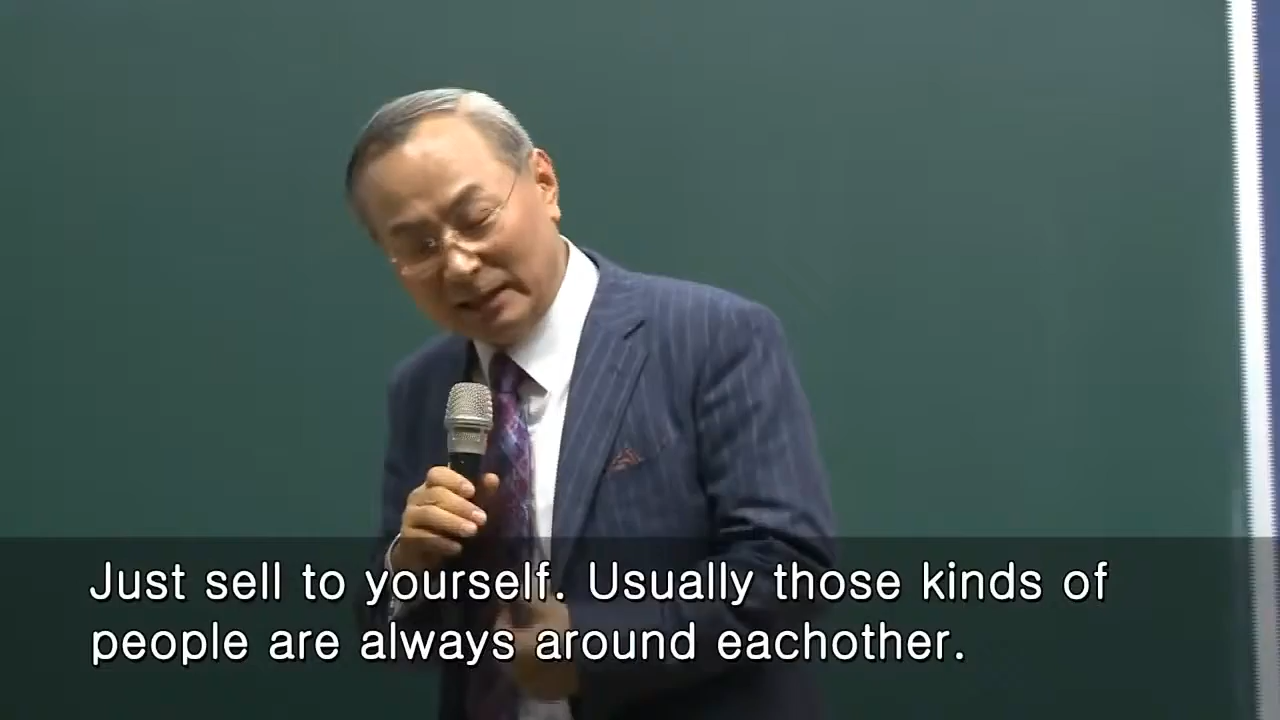 Just sell to yourself. Usually those kinds of
people are always around eachother.